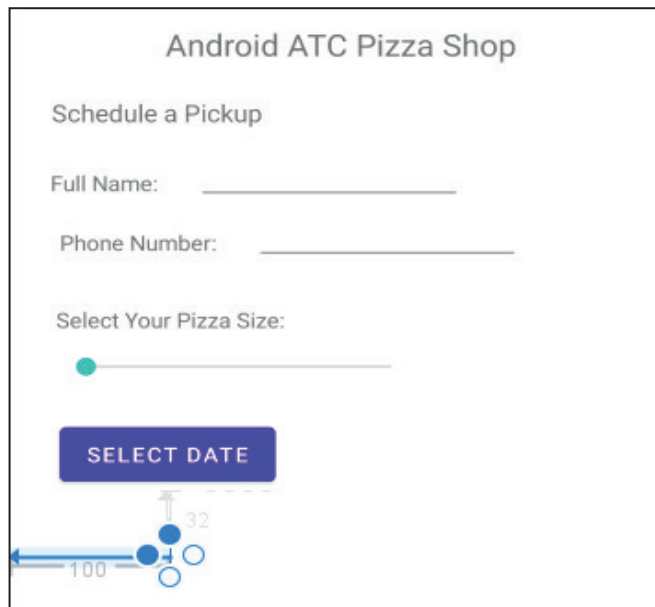 Android ATC Pizza Shop
Schedule a Pickup
Full Name:
Phone Number:
Select Your Pizza Size:
SELECT DATE
32
100